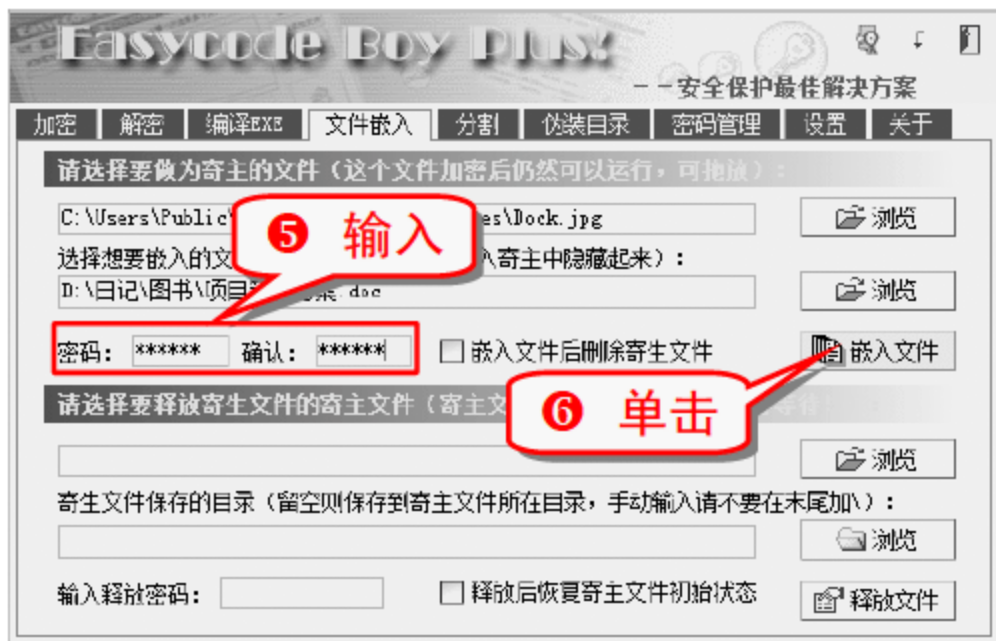 Easycode Boy Plus!
－－安全保护最佳解决方案
加密 解密 编译EXE 文件嵌入 分割 伪装目录 密码管理 设置 关于
请选择要做为寄主的文件（这个文件加密后仍然可以运行，可拖放）：
C:\Users\Public\ es\Dock.jpg 浏览
❺ 输入
选择想要嵌入的文 入寄主中隐藏起来）：
D:\日记\图书\项目 .doc 浏览
密码： ****** 确认： ****** 嵌入文件后删除寄生文件 嵌入文件
请选择要释放寄生文件的寄主文件（寄主文
❻ 单击
浏览
寄生文件保存的目录（留空则保存到寄主文件所在目录，手动输入请不要在末尾加\）：
浏览
输入释放密码： 释放后恢复寄主文件初始状态 释放文件